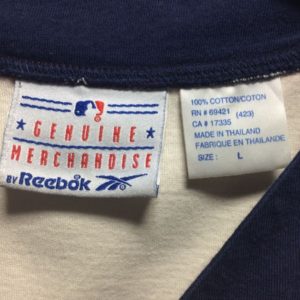 GENUINE
MERCHANDISE
BY Reebok
100% COTTON/COTON
RN # 69421 (423)
CA # 17335
MADE IN THAILAND
FABRIQUE EN THAILANDE
SIZE: L